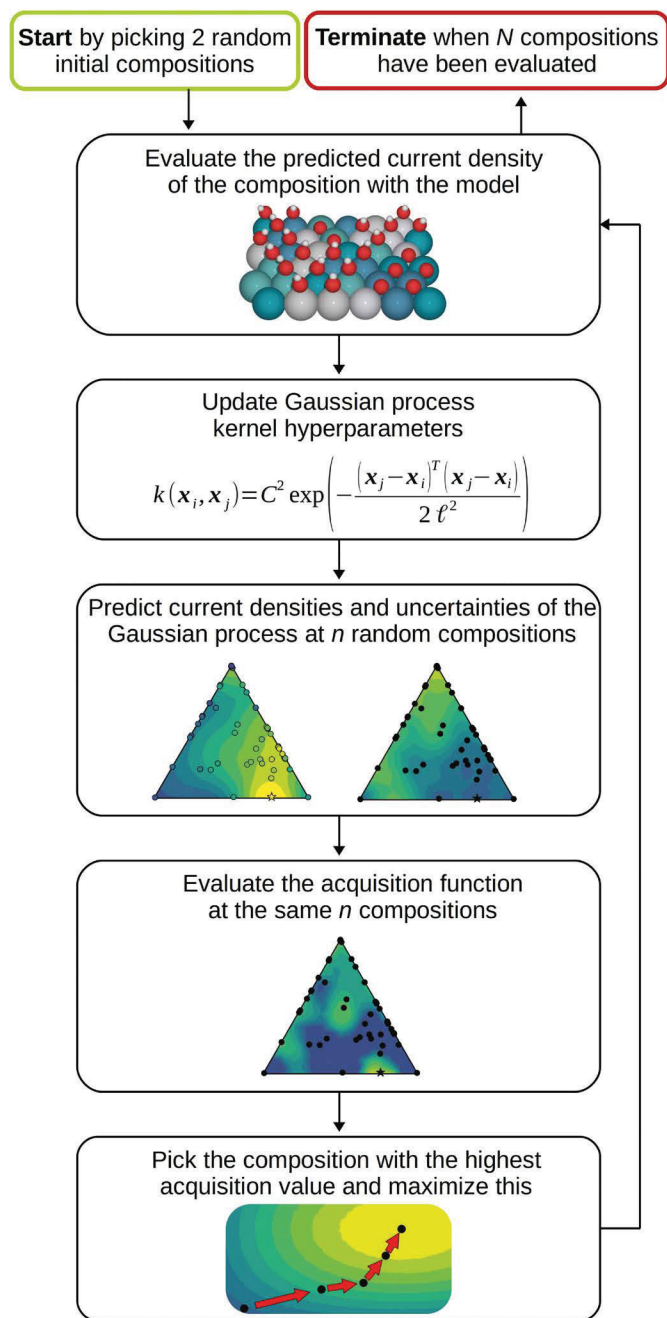 Start by picking 2 random
initial compositions
Terminate when N compositions
have been evaluated
Evaluate the predicted current density
of the composition with the model
Update Gaussian process
kernel hyperparameters
k(𝒙ᵢ, 𝒙ⱼ)=C² exp(−(𝒙ⱼ−𝒙ᵢ)ᵀ(𝒙ⱼ−𝒙ᵢ)/2ℓ²)
Predict current densities and uncertainties of the
Gaussian process at n random compositions
Evaluate the acquisition function
at the same n compositions
Pick the composition with the highest
acquisition value and maximize this